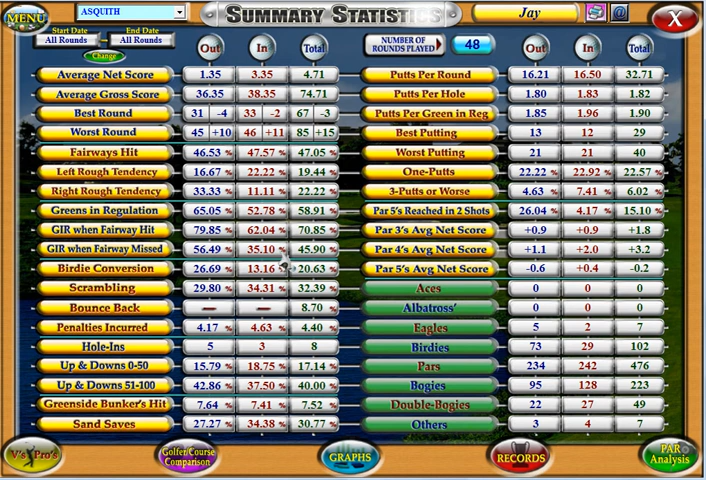 MENU ASQUITH SUMMARY STATISTICS Jay X
Start Date End Date
All Rounds All Rounds
Change
Out In Total
NUMBER OF ROUNDS PLAYED 48
Out In Total
Average Net Score 1.35 3.35 4.71 Putts Per Round 16.21 16.50 32.71
Average Gross Score 36.35 38.35 74.71 Putts Per Hole 1.80 1.83 1.82
Best Round 31 -4 33 -2 67 -3 Putts Per Green in Reg 1.85 1.96 1.90
Worst Round 45 +10 46 +11 85 +15 Best Putting 13 12 29
Fairways Hit 46.53 % 47.57 % 47.05 % Worst Putting 21 21 40
Left Rough Tendency 16.67 % 22.22 % 19.44 % One-Putts 22.22 % 22.92 % 22.57 %
Right Rough Tendency 33.33 % 11.11 % 22.22 % 3-Putts or Worse 4.63 % 7.41 % 6.02 %
Greens in Regulation 65.05 % 52.78 % 58.91 % Par 5's Reached in 2 Shots 26.04 % 4.17 % 15.10 %
GIR when Fairway Hit 79.85 % 62.04 % 70.85 % Par 3's Avg Net Score +0.9 +0.9 +1.8
GIR when Fairway Missed 56.49 % 35.10 % 45.90 % Par 4's Avg Net Score +1.1 +2.0 +3.2
Birdie Conversion 26.69 % 13.16 % 20.63 % Par 5's Avg Net Score -0.6 +0.4 -0.2
Scrambling 29.80 % 34.31 % 32.39 % Aces 0 0 0
Bounce Back — — 8.70 % Albatross' 0 0 0
Penalties Incurred 4.17 % 4.63 % 4.40 % Eagles 5 2 7
Hole-Ins 5 3 8 Birdies 73 29 102
Up & Downs 0-50 15.79 % 18.75 % 17.14 % Pars 234 242 476
Up & Downs 51-100 42.86 % 37.50 % 40.00 % Bogies 95 128 223
Greenside Bunker's Hit 7.64 % 7.41 % 7.52 % Double-Bogies 22 27 49
Sand Saves 27.27 % 34.38 % 30.77 % Others 3 4 7
V's Pro's
Golfer/Course Comparison
GRAPHS
RECORDS
PAR Analysis